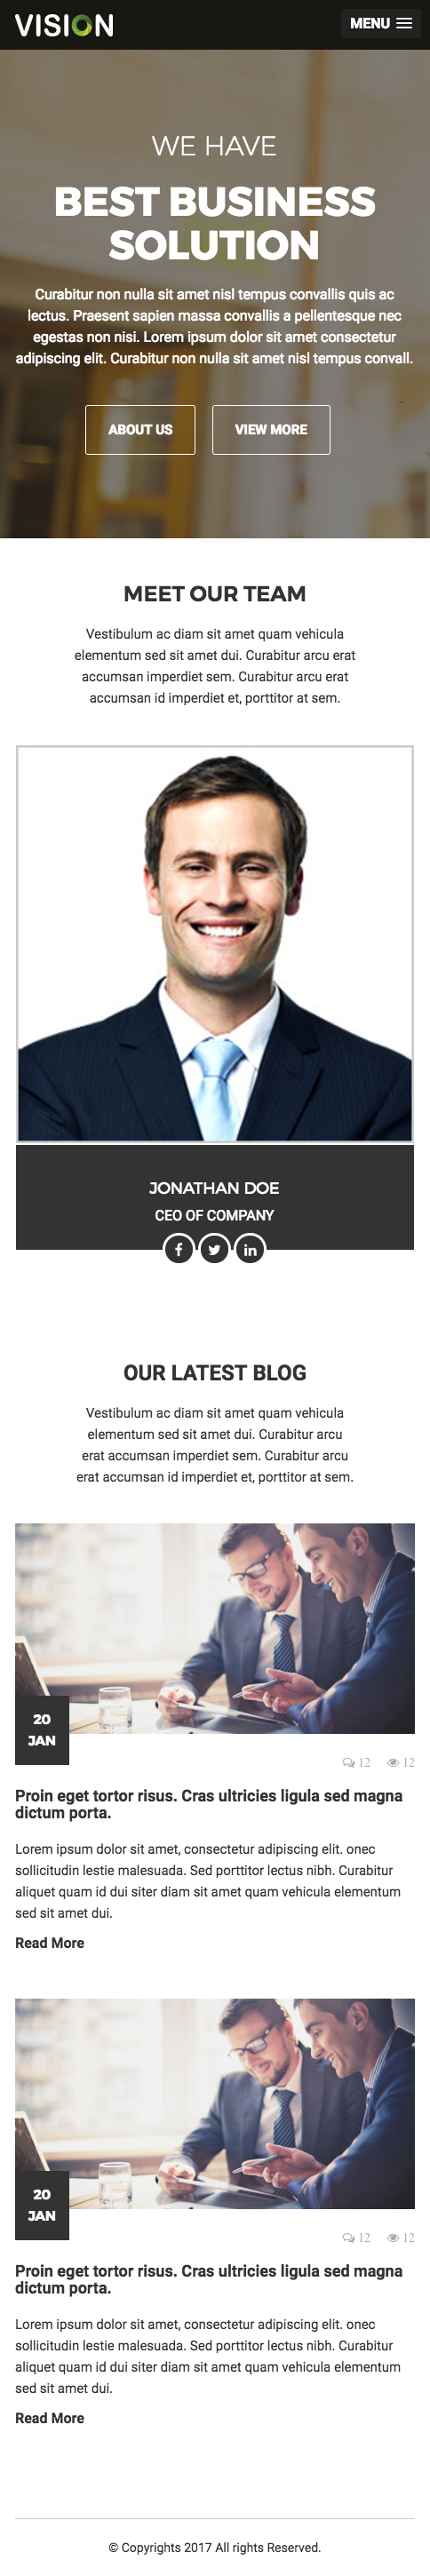 VISION
MENU
WE HAVE
BEST BUSINESS
SOLUTION
Curabitur non nulla sit amet nisl tempus convallis quis ac
lectus. Praesent sapien massa convallis a pellentesque nec
egestas non nisi. Lorem ipsum dolor sit amet consectetur
adipiscing elit. Curabitur non nulla sit amet nisl tempus convall.
ABOUT US
VIEW MORE
MEET OUR TEAM
Vestibulum ac diam sit amet quam vehicula
elementum sed sit amet dui. Curabitur arcu erat
accumsan imperdiet sem. Curabitur arcu erat
accumsan id imperdiet et, porttitor at sem.
JONATHAN DOE
CEO OF COMPANY
OUR LATEST BLOG
Vestibulum ac diam sit amet quam vehicula
elementum sed sit amet dui. Curabitur arcu
erat accumsan imperdiet sem. Curabitur arcu
erat accumsan id imperdiet et, porttitor at sem.
20
JAN
12 12
Proin eget tortor risus. Cras ultricies ligula sed magna
dictum porta.
Lorem ipsum dolor sit amet, consectetur adipiscing elit. onec
sollicitudin lestie malesuada. Sed porttitor lectus nibh. Curabitur
aliquet quam id dui siter diam sit amet quam vehicula elementum
sed sit amet dui.
Read More
20
JAN
12 12
Proin eget tortor risus. Cras ultricies ligula sed magna
dictum porta.
Lorem ipsum dolor sit amet, consectetur adipiscing elit. onec
sollicitudin lestie malesuada. Sed porttitor lectus nibh. Curabitur
aliquet quam id dui siter diam sit amet quam vehicula elementum
sed sit amet dui.
Read More
© Copyrights 2017 All rights Reserved.